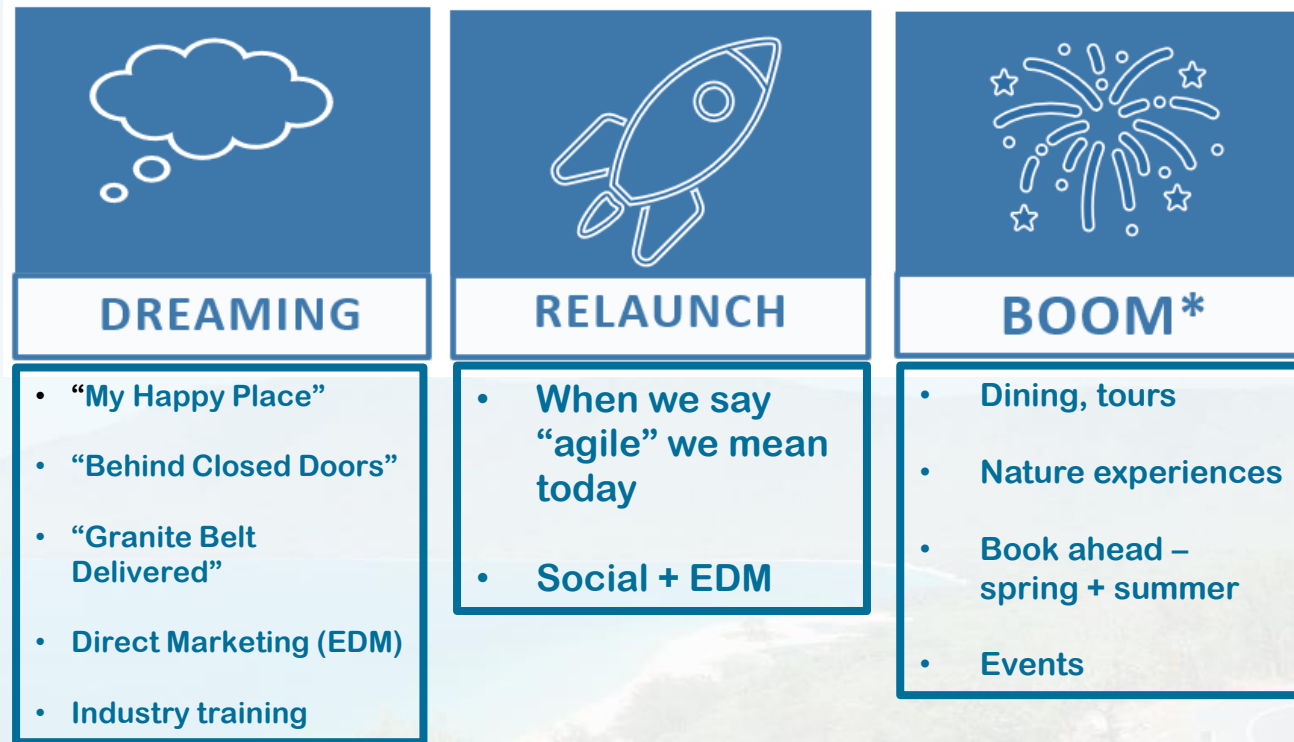 DREAMING
• “My Happy Place”
• “Behind Closed Doors”
• “Granite Belt
Delivered”
• Direct Marketing (EDM)
• Industry training
RELAUNCH
• When we say
“agile” we mean
today
• Social + EDM
BOOM*
• Dining, tours
• Nature experiences
• Book ahead –
spring + summer
• Events